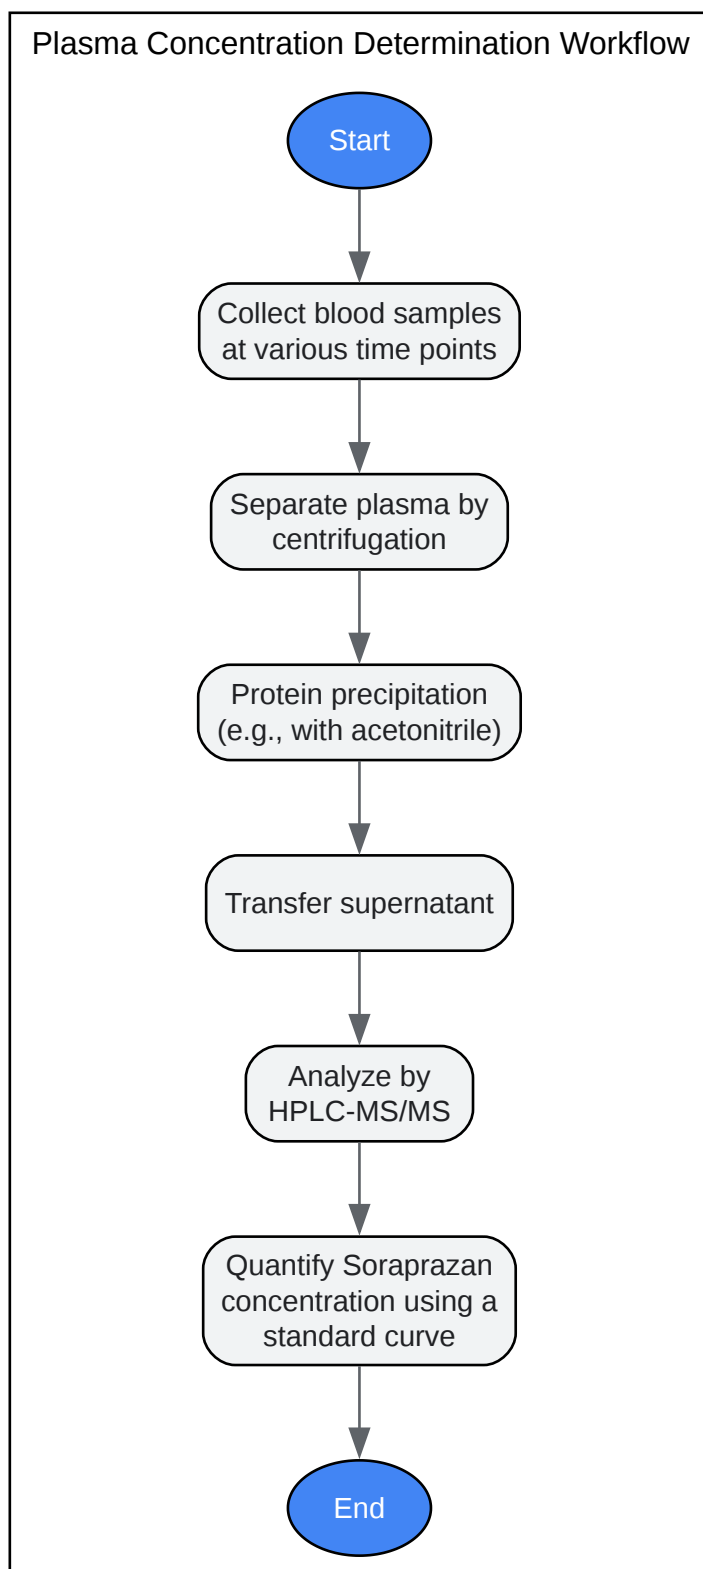 Plasma Concentration Determination Workflow
Start
Collect blood samples
at various time points
Separate plasma by
centrifugation
Protein precipitation
(e.g., with acetonitrile)
Transfer supernatant
Analyze by
HPLC-MS/MS
Quantify Soraprazan
concentration using a
standard curve
End